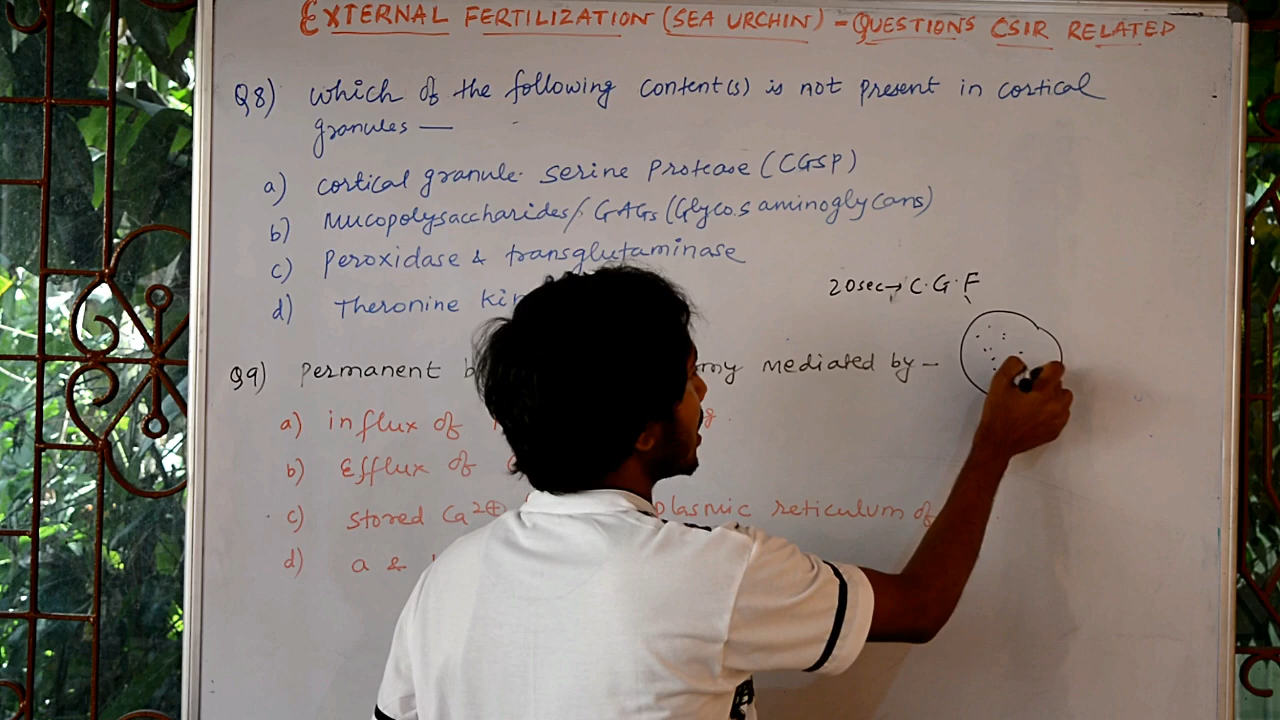 EXTERNAL FERTILIZATION (SEA URCHIN) - QUESTIONS CSIR RELATED
Q8) which of the following content(s) is not present in cortical
granules —
a) cortical granule serine protease (CGSP)
b) Mucopolysaccharides/GAGs (Glycosaminoglycans)
c) peroxidase & transglutaminase
d) Theronine
20sec→ C.G.F
Q9) permanent mediated by -
a) influx of
b) Efflux of
c) stored Ca²⊕ plasmic reticulum of
d) a &